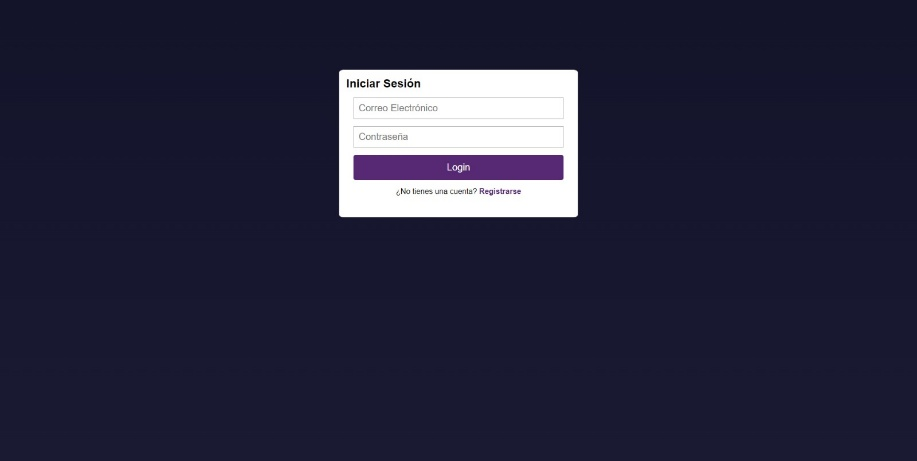 Iniciar Sesión
Correo Electrónico
Contraseña
Login
¿No tienes una cuenta? Registrarse